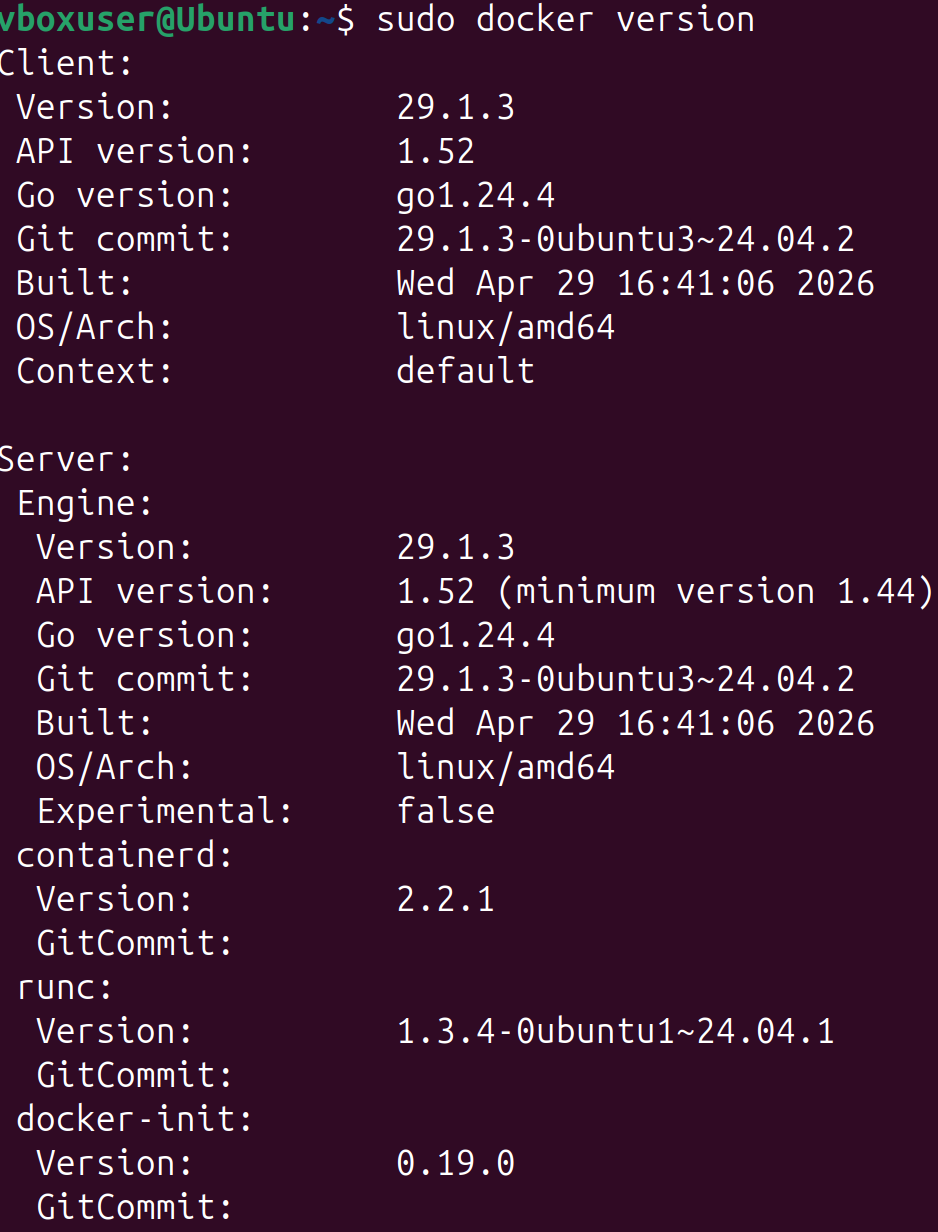 vboxuser@Ubuntu:~$ sudo docker version
Client:
 Version:           29.1.3
 API version:       1.52
 Go version:        go1.24.4
 Git commit:        29.1.3-0ubuntu3~24.04.2
 Built:             Wed Apr 29 16:41:06 2026
 OS/Arch:           linux/amd64
 Context:           default

Server:
 Engine:
  Version:          29.1.3
  API version:      1.52 (minimum version 1.44)
  Go version:       go1.24.4
  Git commit:       29.1.3-0ubuntu3~24.04.2
  Built:            Wed Apr 29 16:41:06 2026
  OS/Arch:          linux/amd64
  Experimental:     false
 containerd:
  Version:          2.2.1
  GitCommit:
 runc:
  Version:          1.3.4-0ubuntu1~24.04.1
  GitCommit:
 docker-init:
  Version:          0.19.0
  GitCommit: